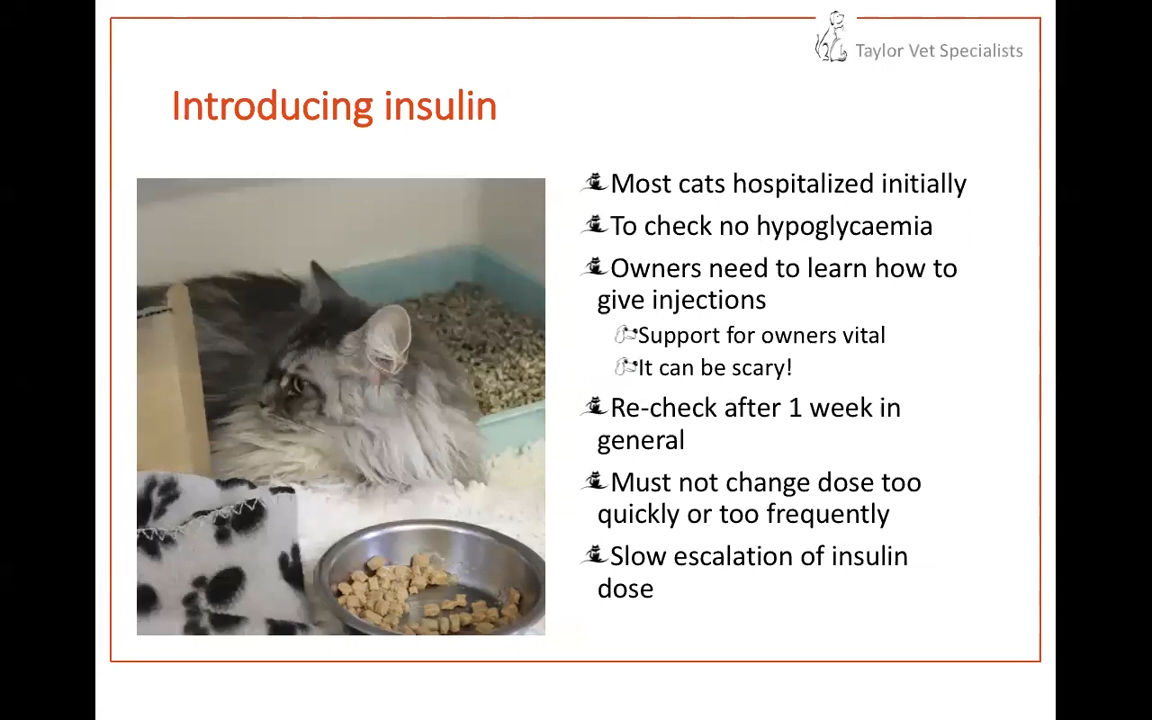 Taylor Vet Specialists
Introducing insulin
Most cats hospitalized initially
To check no hypoglycaemia
Owners need to learn how to
give injections
Support for owners vital
It can be scary!
Re-check after 1 week in
general
Must not change dose too
quickly or too frequently
Slow escalation of insulin
dose